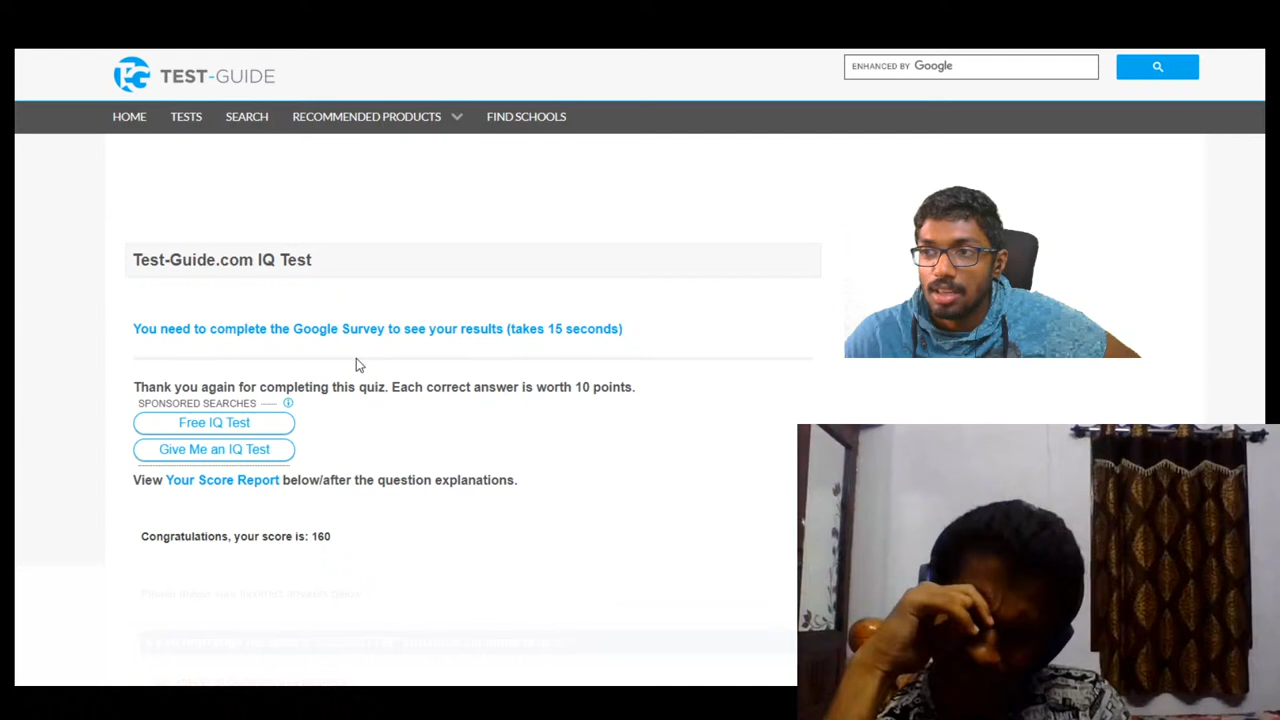 TEST-GUIDE
ENHANCED BY Google
HOME TESTS SEARCH RECOMMENDED PRODUCTS FIND SCHOOLS
Test-Guide.com IQ Test
You need to complete the Google Survey to see your results (takes 15 seconds)
Thank you again for completing this quiz. Each correct answer is worth 10 points.
SPONSORED SEARCHES
Free IQ Test
Give Me an IQ Test
View Your Score Report below/after the question explanations.
Congratulations, your score is: 160